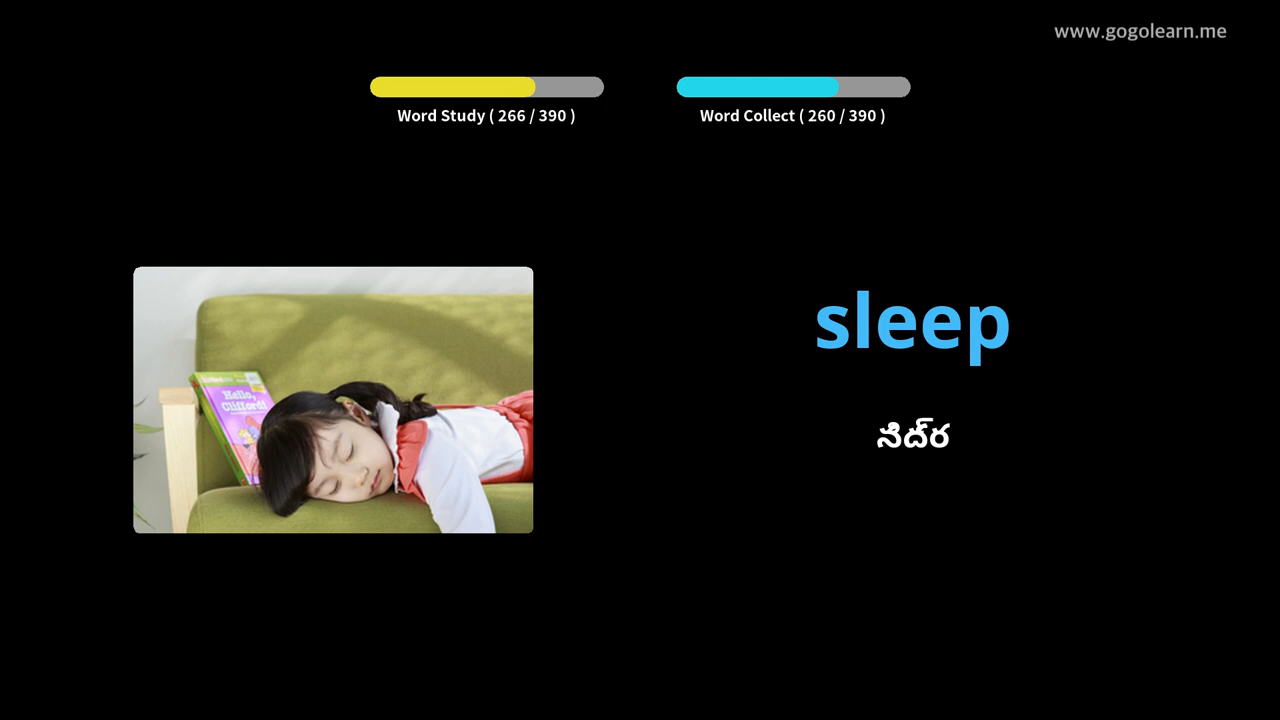 www.gogolearn.me
Word Study ( 266 / 390 )
Word Collect ( 260 / 390 )
Hello,
Clifford!
sleep
నిద్‌ర